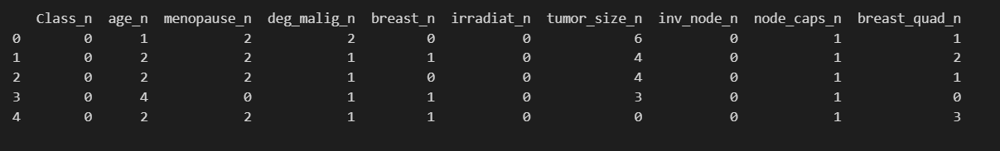 Class_n age_n menopause_n deg_malig_n breast_n irradiat_n tumor_size_n inv_node_n node_caps_n breast_quad_n
0 0 1 2 2 0 0 6 0 1 1
1 0 2 2 1 1 0 4 0 1 2
2 0 2 2 1 0 0 4 0 1 1
3 0 4 0 1 1 0 3 0 1 0
4 0 2 2 1 1 0 0 0 1 3